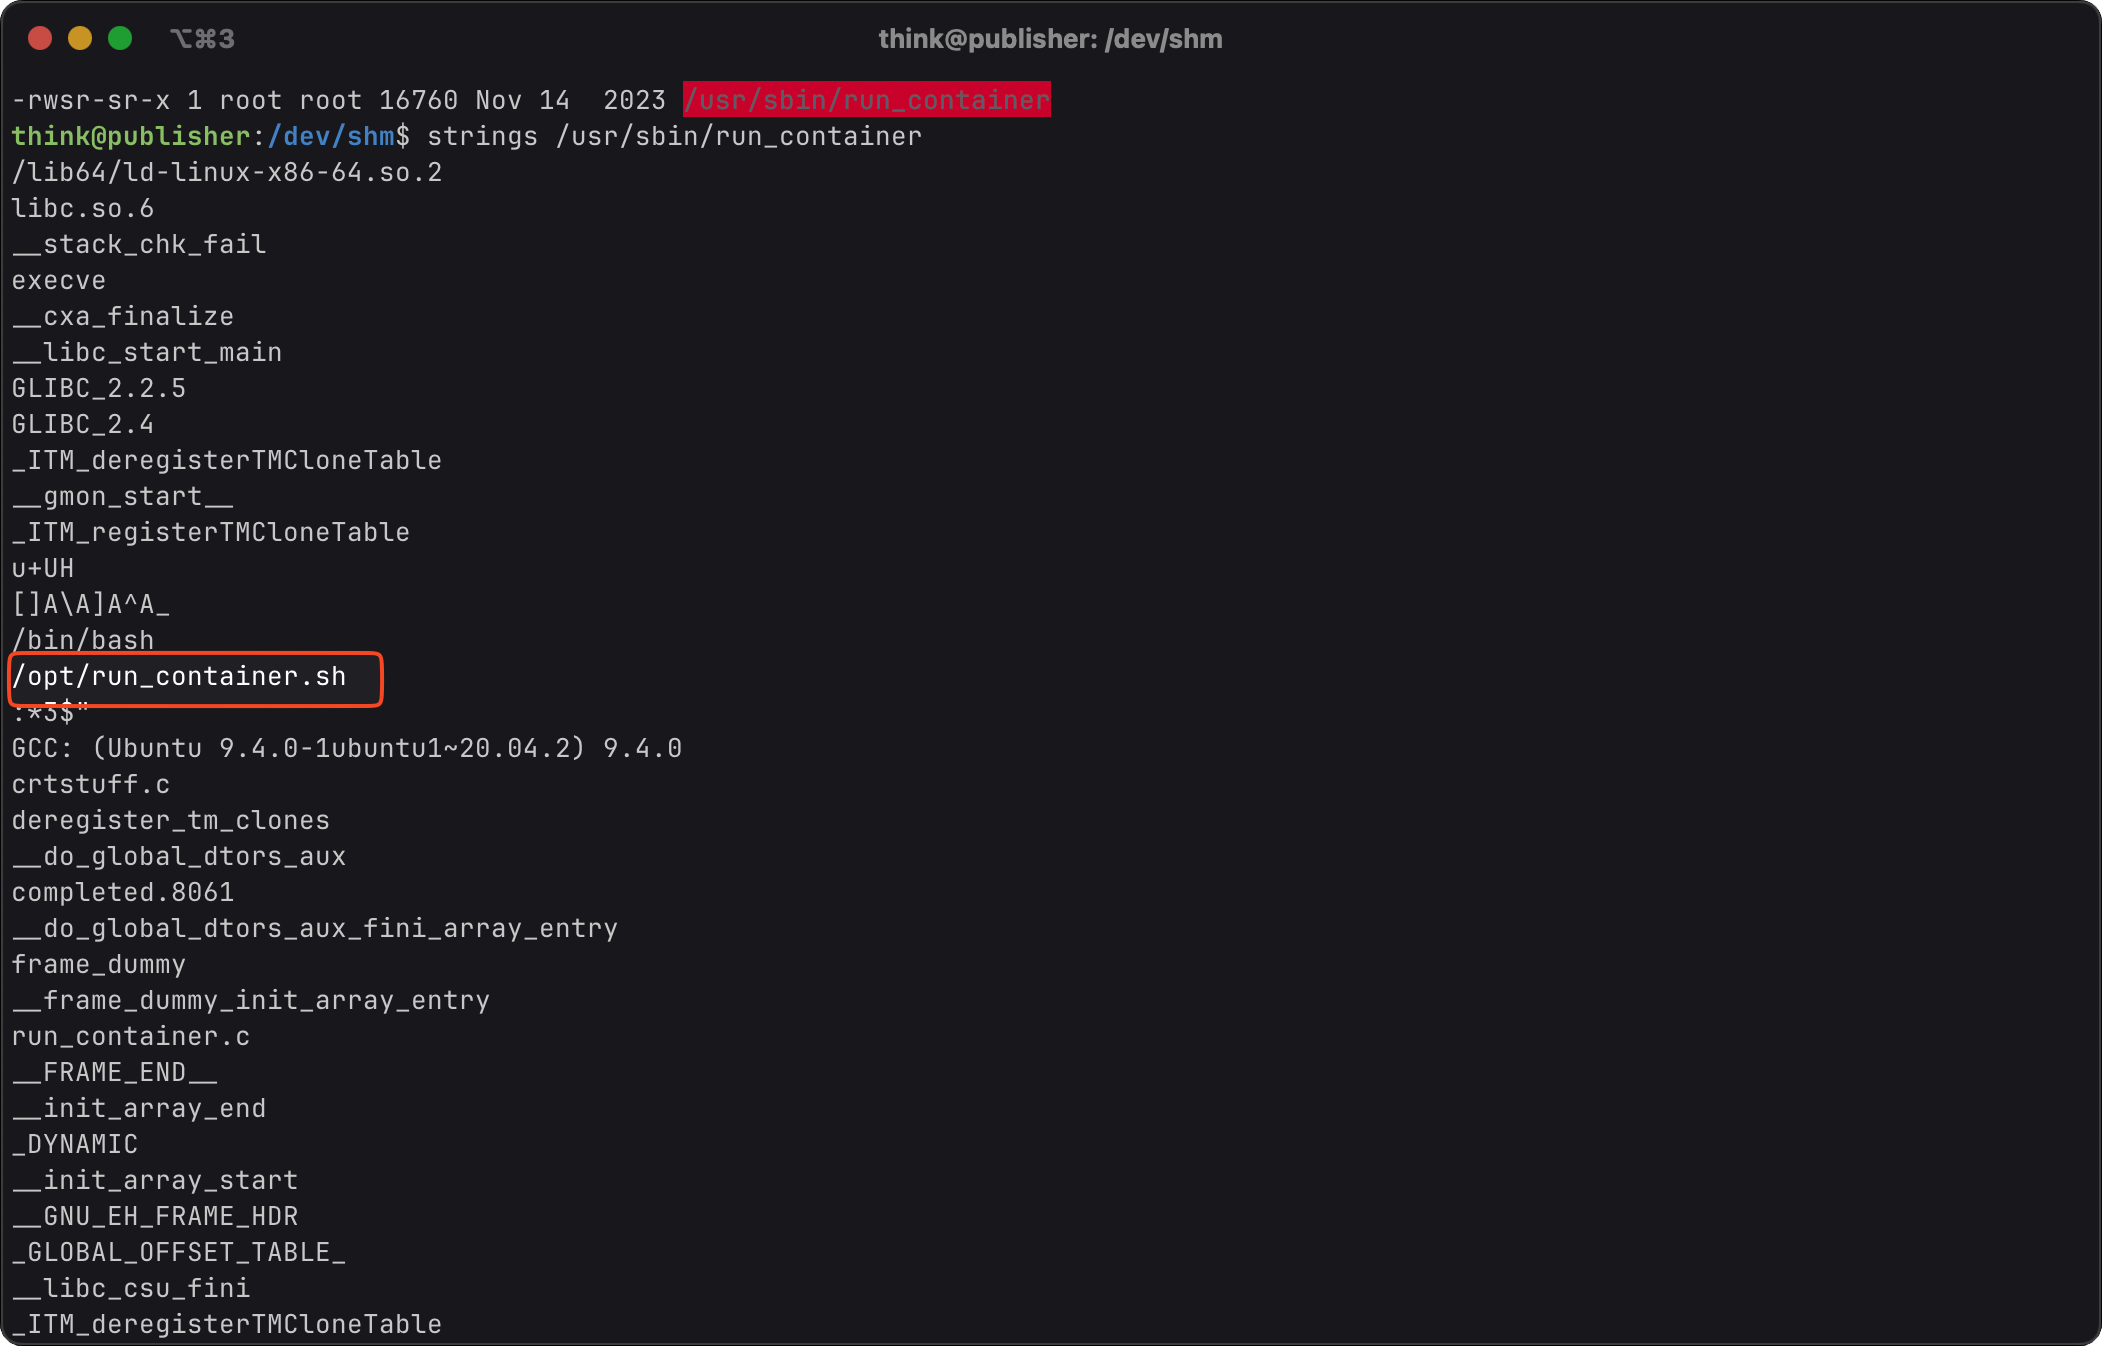 ⌥⌘3
think@publisher: /dev/shm
-rwsr-sr-x 1 root root 16760 Nov 14  2023 /usr/sbin/run_container
think@publisher:/dev/shm$ strings /usr/sbin/run_container
/lib64/ld-linux-x86-64.so.2
libc.so.6
__stack_chk_fail
execve
__cxa_finalize
__libc_start_main
GLIBC_2.2.5
GLIBC_2.4
_ITM_deregisterTMCloneTable
__gmon_start__
_ITM_registerTMCloneTable
u+UH
[]A\A]A^A_
/bin/bash
/opt/run_container.sh
:*3$"
GCC: (Ubuntu 9.4.0-1ubuntu1~20.04.2) 9.4.0
crtstuff.c
deregister_tm_clones
__do_global_dtors_aux
completed.8061
__do_global_dtors_aux_fini_array_entry
frame_dummy
__frame_dummy_init_array_entry
run_container.c
__FRAME_END__
__init_array_end
_DYNAMIC
__init_array_start
__GNU_EH_FRAME_HDR
_GLOBAL_OFFSET_TABLE_
__libc_csu_fini
_ITM_deregisterTMCloneTable